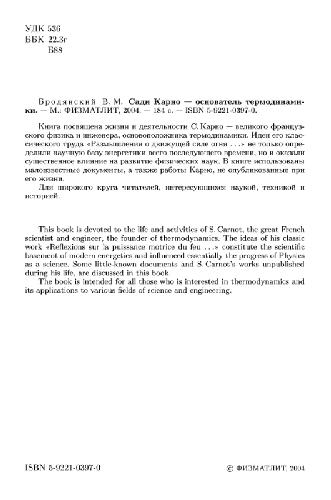 УДК 536
ББК 22.3г
Б88
Бродянский В. М. Сади Карно — основатель термодинами-
ки. — М.: ФИЗМАТЛИТ, 2004. — 184 с. — ISBN 5-9221-0397-0.
Книга посвящена жизни и деятельности С. Карно — великого француз-
ского физика и инженера, основоположника термодинамики. Идеи его клас-
сического труда «Размышления о движущей силе огня ...» не только опре-
делили научную базу энергетики всего последующего времени, но и оказали
существенное влияние на развитие физических наук. В книге использованы
малоизвестные документы, а также работы Карно, не опубликованные при
его жизни.
Для широкого круга читателей, интересующихся наукой, техникой и
историей.
This book is devoted to the life and activities of S. Carnot, the great French
scientist and engineer, the founder of thermodynamics. The ideas of his classic
work «Reflexions sur la puissance motrice du feu ...» constitute the scientific
basement of modern energetics and influenced essentially the progress of Physics
as a science. Some little-known documents and S. Carnot's works unpublished
during his life, are discussed in this book.
The book is intended for all those who is interested in thermodynamics and
its applications to various fields of science and engineering.
ISBN 5-9221-0397-0
© ФИЗМАТЛИТ, 2004